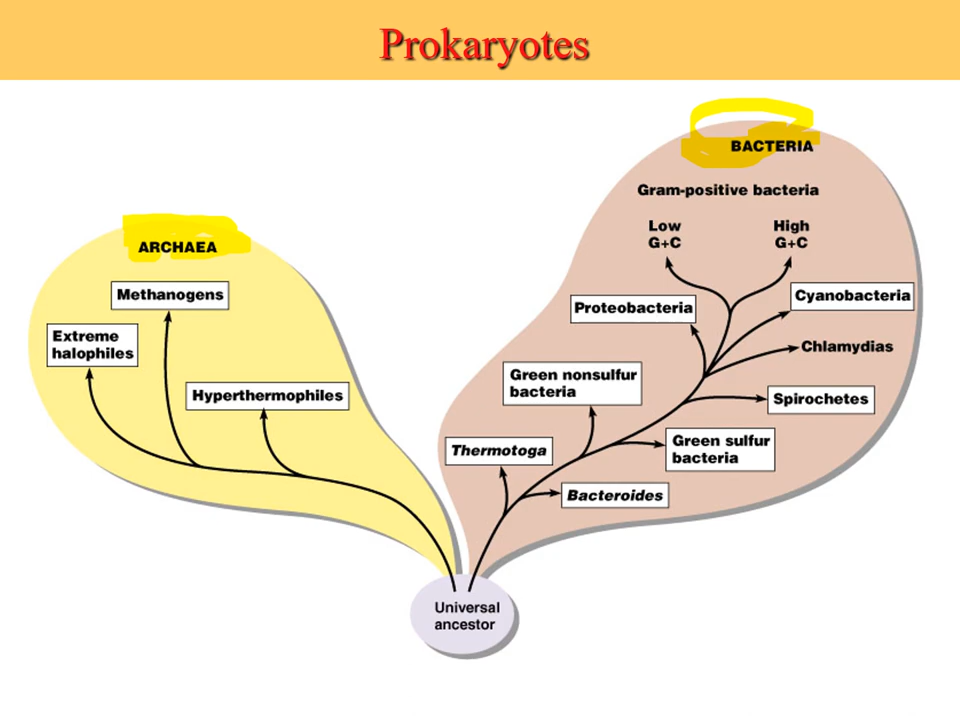 Prokaryotes
BACTERIA
Gram-positive bacteria
Low
G+C
High
G+C
ARCHAEA
Methanogens
Extreme
halophiles
Hyperthermophiles
Proteobacteria
Cyanobacteria
Chlamydias
Green nonsulfur
bacteria
Spirochetes
Thermotoga
Green sulfur
bacteria
Bacteroides
Universal
ancestor